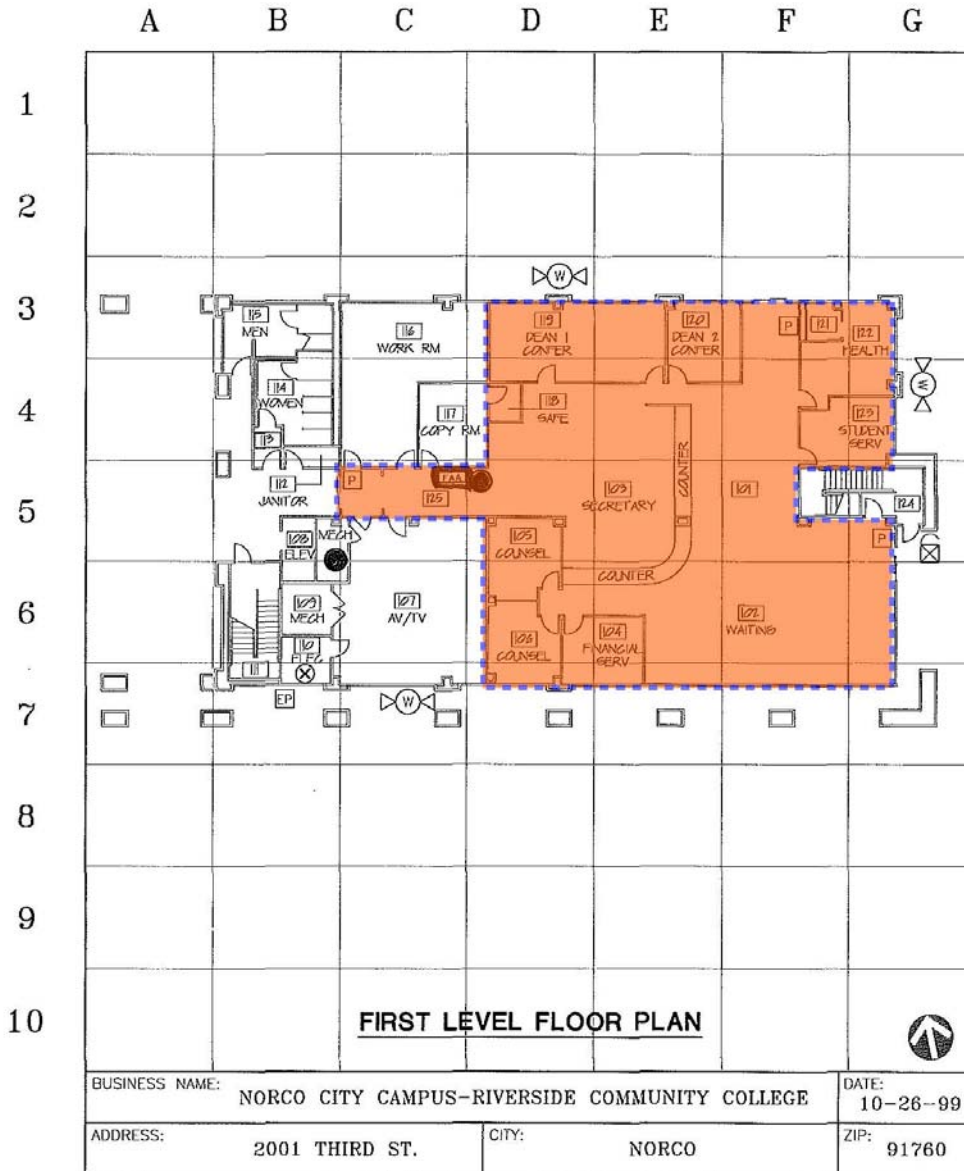 A B C D E F G
1
2
W
3
115
MEN
116
WORK RM
119
DEAN 1
CONFER
120
DEAN 2
CONFER
P
121
122
HEALTH
W
4
114
WOMEN
113
117
COPY RM
118
SAFE
123
STUDENT
SERV
COUNTER
5
112
JANITOR
P
FAA
125
103
SECRETARY
101
124
108
ELEV
MECH
105
COUNSEL
P
6
109
MECH
107
AV/TV
COUNTER
102
WAITING
110
ELEC
111
106
COUNSEL
104
FINANCIAL
SERV
7
EP
W
8
9
10
FIRST LEVEL FLOOR PLAN
BUSINESS NAME: NORCO CITY CAMPUS-RIVERSIDE COMMUNITY COLLEGE
DATE: 10-26-99
ADDRESS: 2001 THIRD ST.
CITY: NORCO
ZIP: 91760